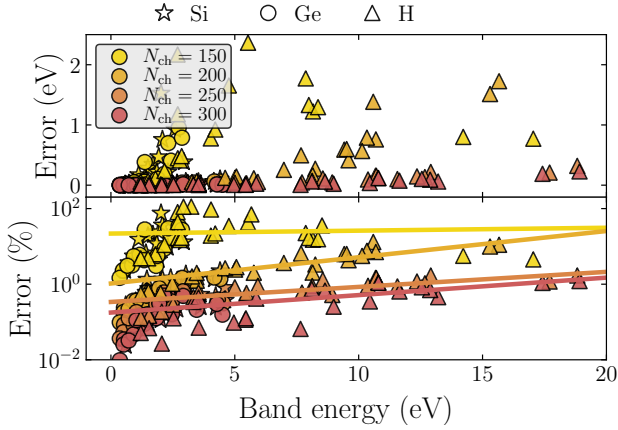 ☆ Si ○ Ge △ H
Error (eV)
2
1
0
N_ch = 150
N_ch = 200
N_ch = 250
N_ch = 300
Error (%)
10^2
10^0
10^−2
0 5 10 15 20
Band energy (eV)